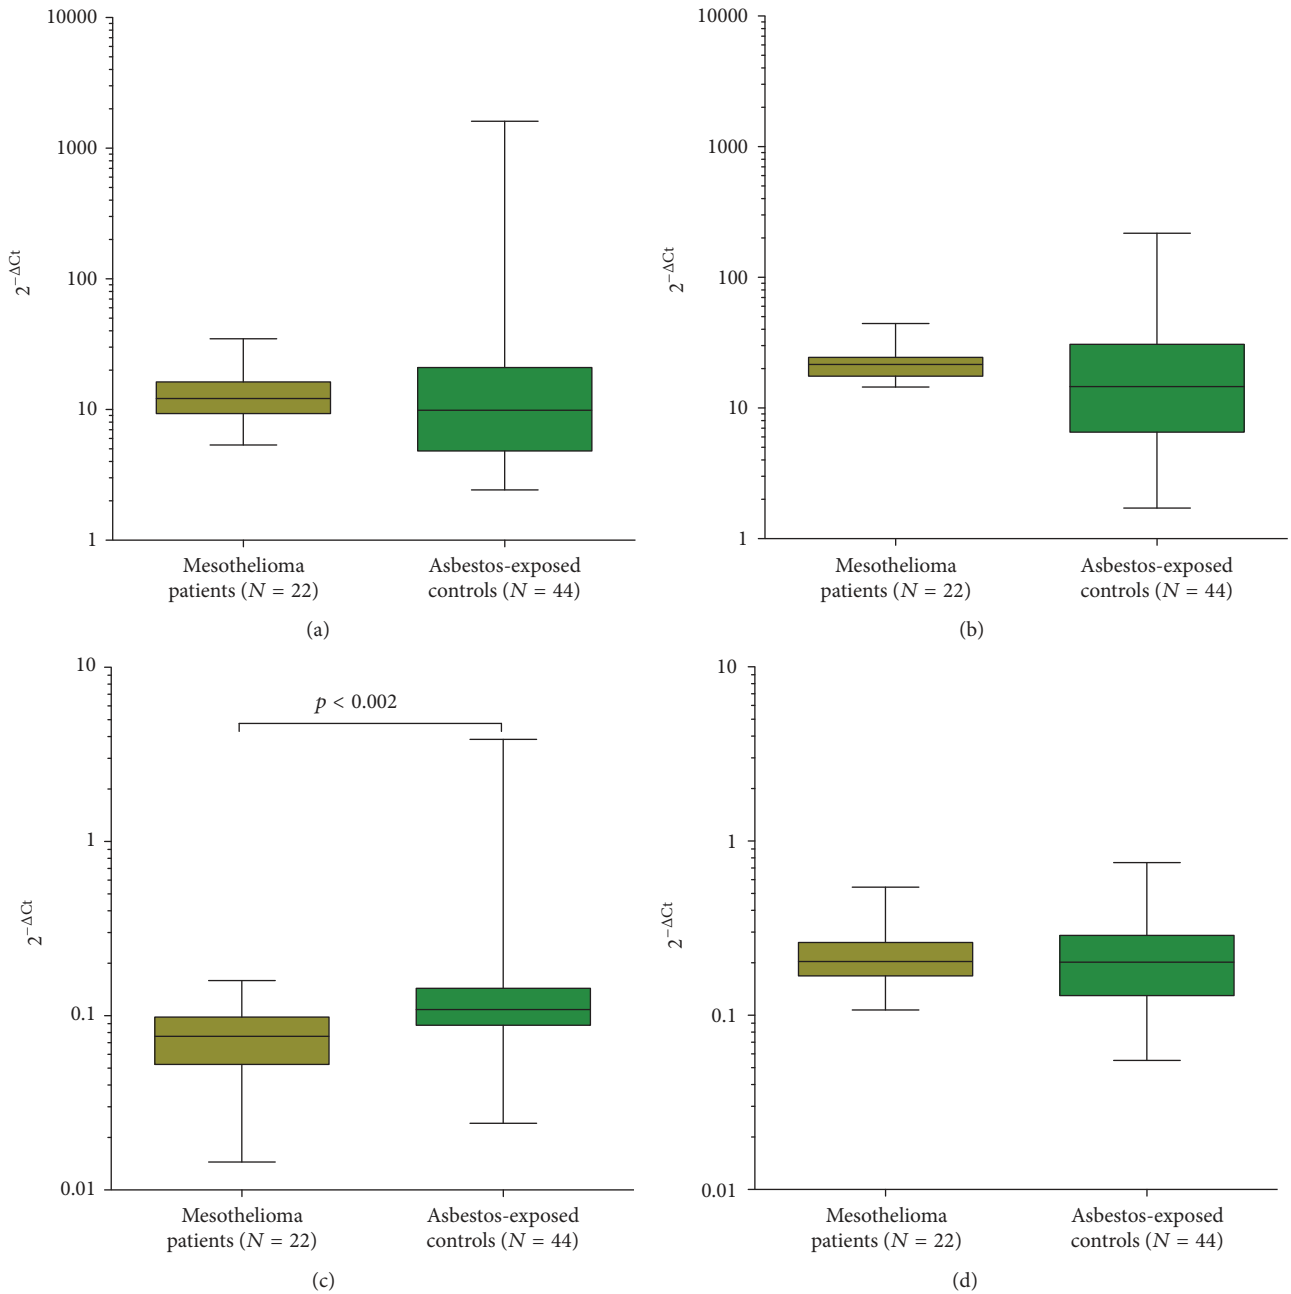 10000
1000
100
10
1
2^−ΔCt
Mesothelioma
patients (N = 22)
Asbestos-exposed
controls (N = 44)
(a)
10000
1000
100
10
1
2^−ΔCt
Mesothelioma
patients (N = 22)
Asbestos-exposed
controls (N = 44)
(b)
10
1
0.1
0.01
2^−ΔCt
p < 0.002
Mesothelioma
patients (N = 22)
Asbestos-exposed
controls (N = 44)
(c)
10
1
0.1
0.01
2^−ΔCt
Mesothelioma
patients (N = 22)
Asbestos-exposed
controls (N = 44)
(d)